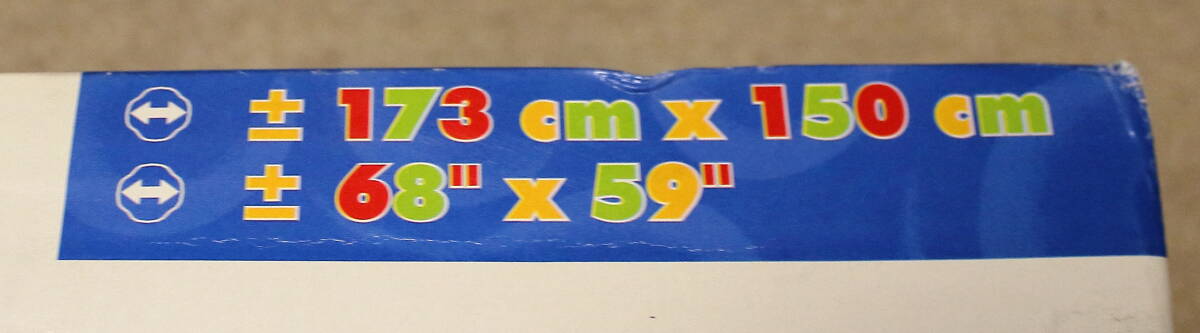 ± 173 cm x 150 cm
± 68" x 59"